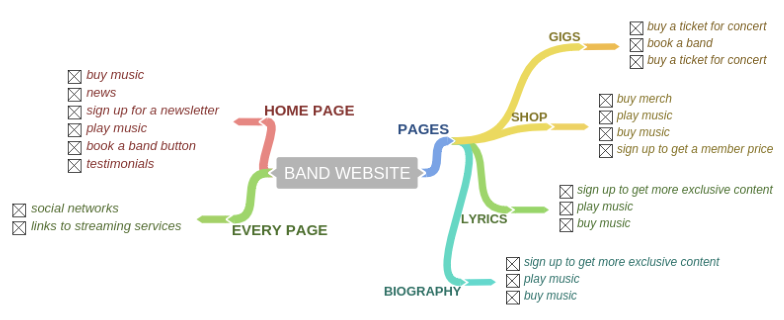 BAND WEBSITE
HOME PAGE
buy music
news
sign up for a newsletter
play music
book a band button
testimonials
EVERY PAGE
social networks
links to streaming services
PAGES
GIGS
buy a ticket for concert
book a band
buy a ticket for concert
SHOP
buy merch
play music
buy music
sign up to get a member price
LYRICS
sign up to get more exclusive content
play music
buy music
BIOGRAPHY
sign up to get more exclusive content
play music
buy music